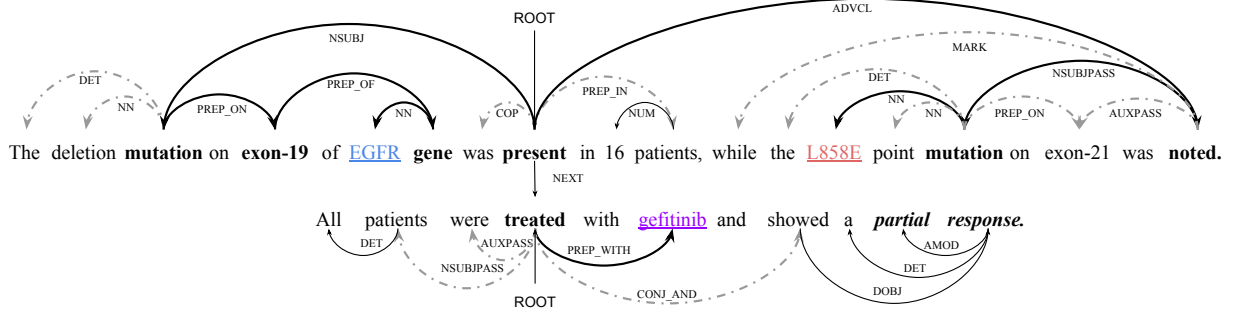 ROOT
ADVCL
NSUBJ
MARK
DET
NN
PREP_ON
PREP_OF
NN
COP
PREP_IN
NUM
DET
NN
NN
NSUBJPASS
PREP_ON
AUXPASS
The deletion mutation on exon-19 of EGFR gene was present in 16 patients, while the L858E point mutation on exon-21 was noted.
NEXT
All patients were treated with gefitinib and showed a partial response.
DET
AUXPASS
NSUBJPASS
PREP_WITH
CONJ_AND
AMOD
DET
DOBJ
ROOT